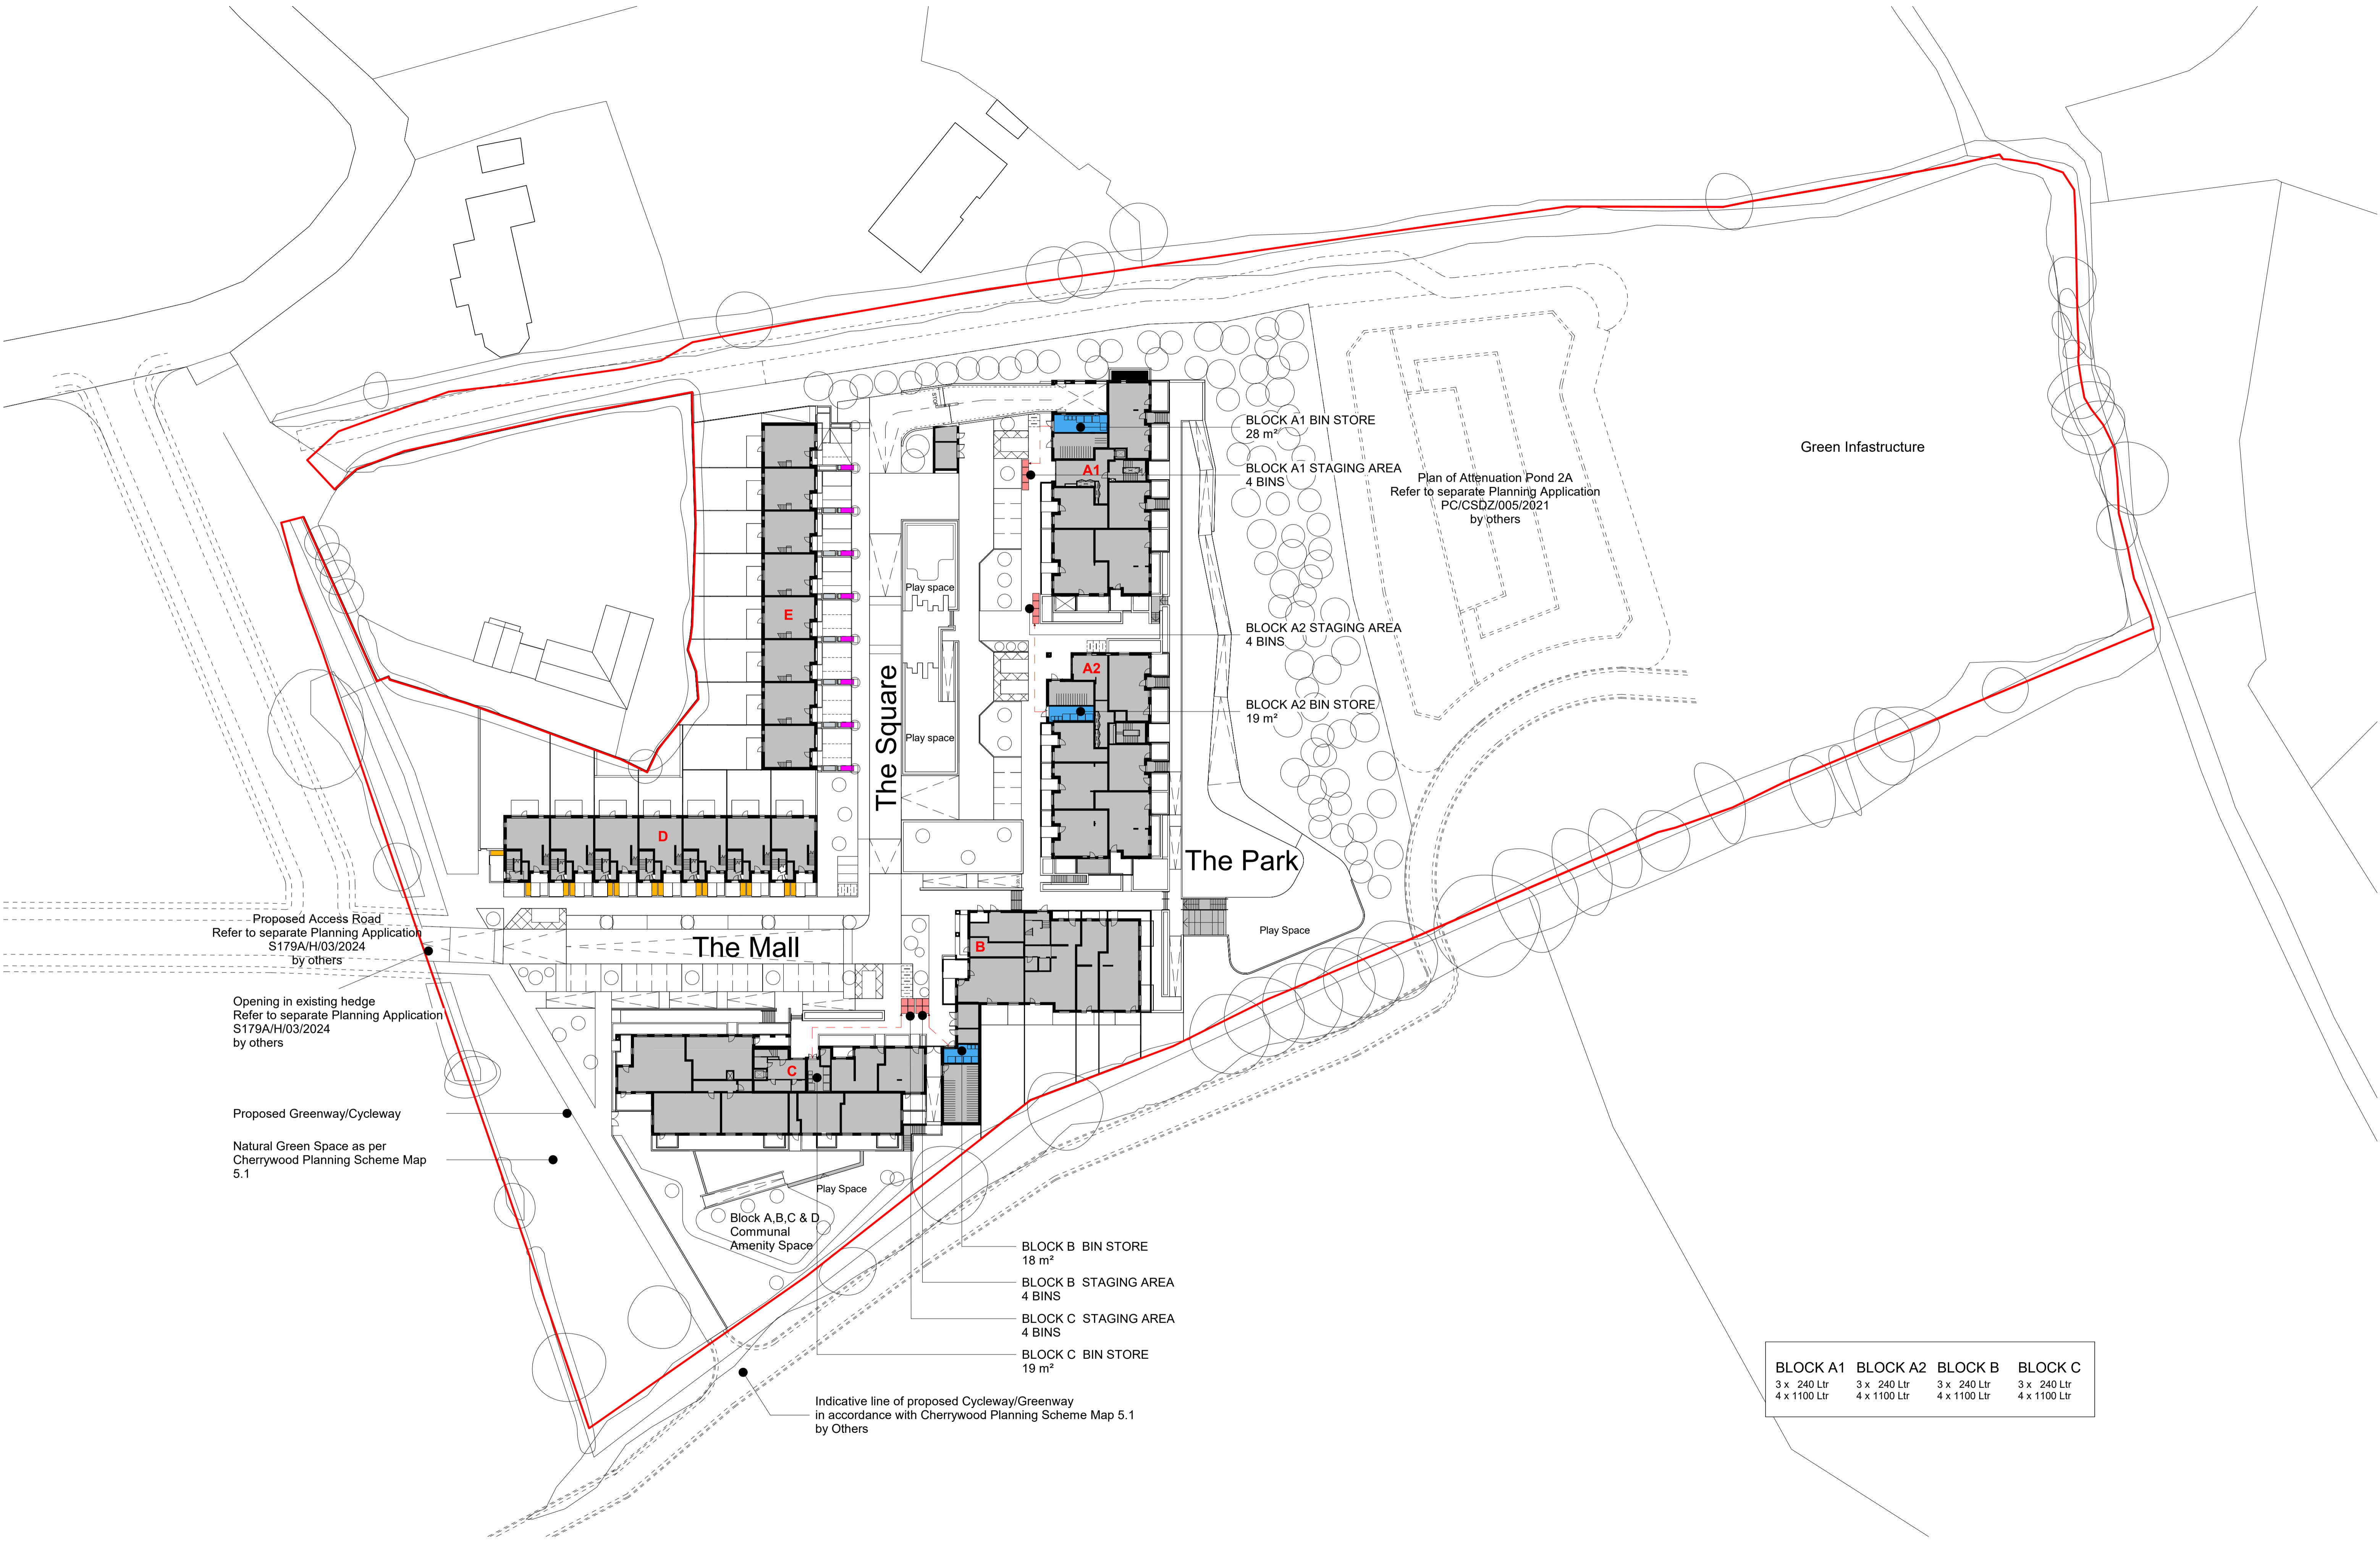 BLOCK A1 BIN STORE
28 m²
BLOCK A1 STAGING AREA
4 BINS
A1
Green Infastructure
Plan of Attenuation Pond 2A
Refer to separate Planning Application
PC/CSDZ/005/2021
by others
Play space
E
BLOCK A2 STAGING AREA
4 BINS
A2
BLOCK A2 BIN STORE
19 m²
The Square
Play space
D
The Park
Proposed Access Road
Refer to separate Planning Application
S179A/H/03/2024
by others
The Mall
B
Play Space
Opening in existing hedge
Refer to separate Planning Application
S179A/H/03/2024
by others
C
Proposed Greenway/Cycleway
Natural Green Space as per
Cherrywood Planning Scheme Map
5.1
Play Space
Block A,B,C & D
Communal
Amenity Space
BLOCK B BIN STORE
18 m²
BLOCK B STAGING AREA
4 BINS
BLOCK C STAGING AREA
4 BINS
BLOCK C BIN STORE
19 m²
Indicative line of proposed Cycleway/Greenway
in accordance with Cherrywood Planning Scheme Map 5.1
by Others
BLOCK A1 BLOCK A2 BLOCK B BLOCK C
3 x 240 Ltr 3 x 240 Ltr 3 x 240 Ltr 3 x 240 Ltr
4 x 1100 Ltr 4 x 1100 Ltr 4 x 1100 Ltr 4 x 1100 Ltr